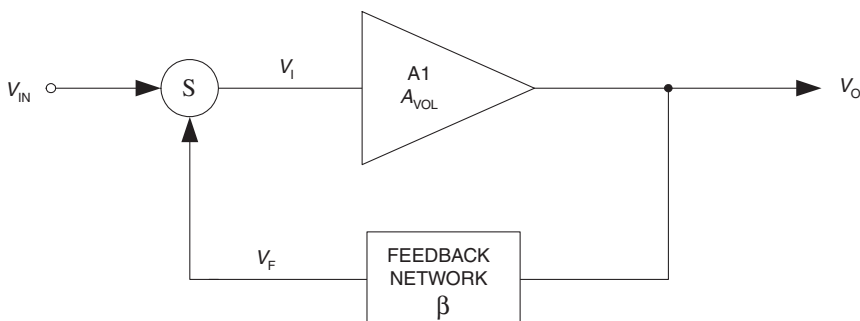 V_IN
S
V_I
A1
A_VOL
V_O
V_F
FEEDBACK
NETWORK
β